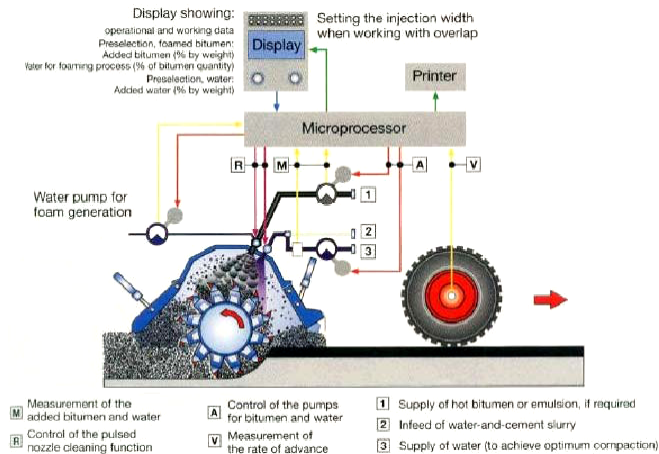 Display showing:
operational and working data
Preselection, foamed bitumen:
Added bitumen (% by weight)
Water for foaming process (% of bitumen quantity)
Preselection, water:
Added water (% by weight)
Display
Setting the injection width
when working with overlap
Printer
Microprocessor
R
M
A
V
1
2
3
Water pump for
foam generation
M Measurement of the
added bitumen and water
R Control of the pulsed
nozzle cleaning function
A Control of the pumps
for bitumen and water
V Measurement of
the rate of advance
1 Supply of hot bitumen or emulsion, if required
2 Infeed of water-and-cement slurry
3 Supply of water (to achieve optimum compaction)